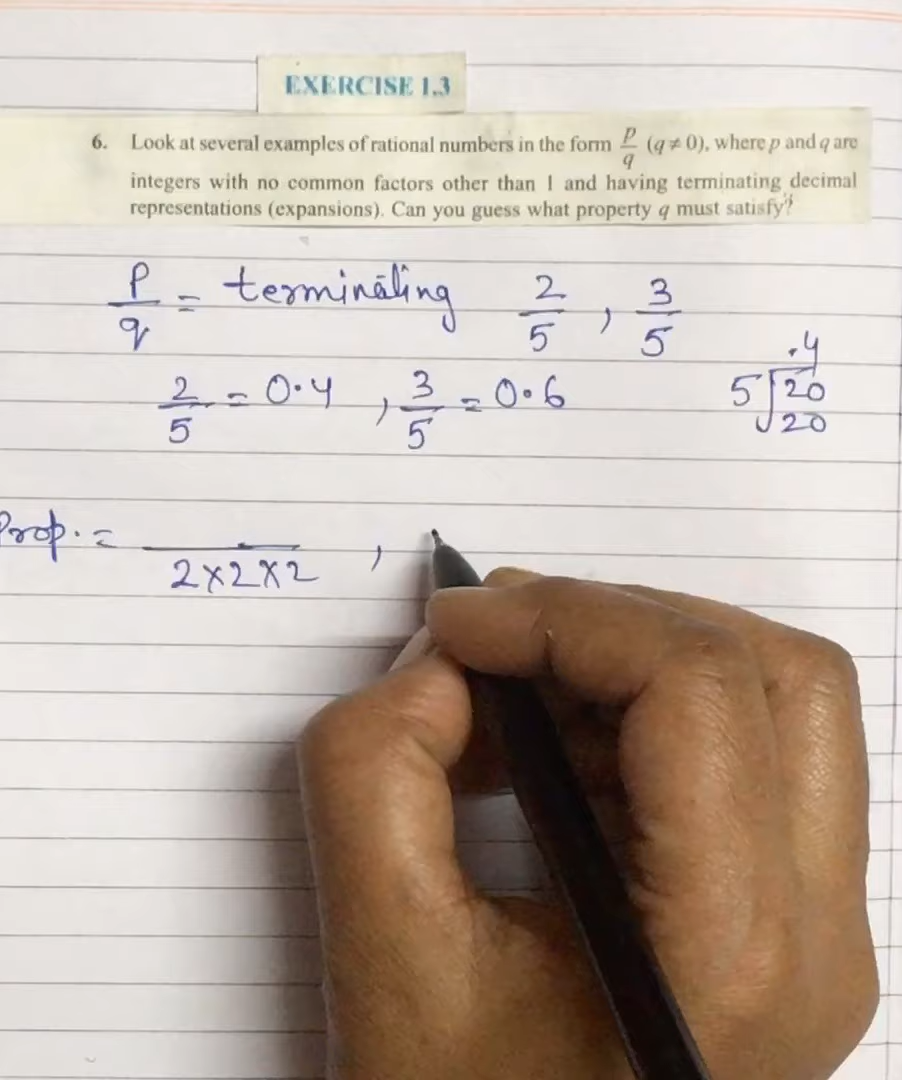 EXERCISE 1.3
6. Look at several examples of rational numbers in the form p/q (q ≠ 0), where p and q are
integers with no common factors other than 1 and having terminating decimal
representations (expansions). Can you guess what property q must satisfy?
p/q = terminating 2/5 , 3/5
2/5 = 0.4 , 3/5 = 0.6
.4
5 20
20
Prop. =
2×2×2 ,